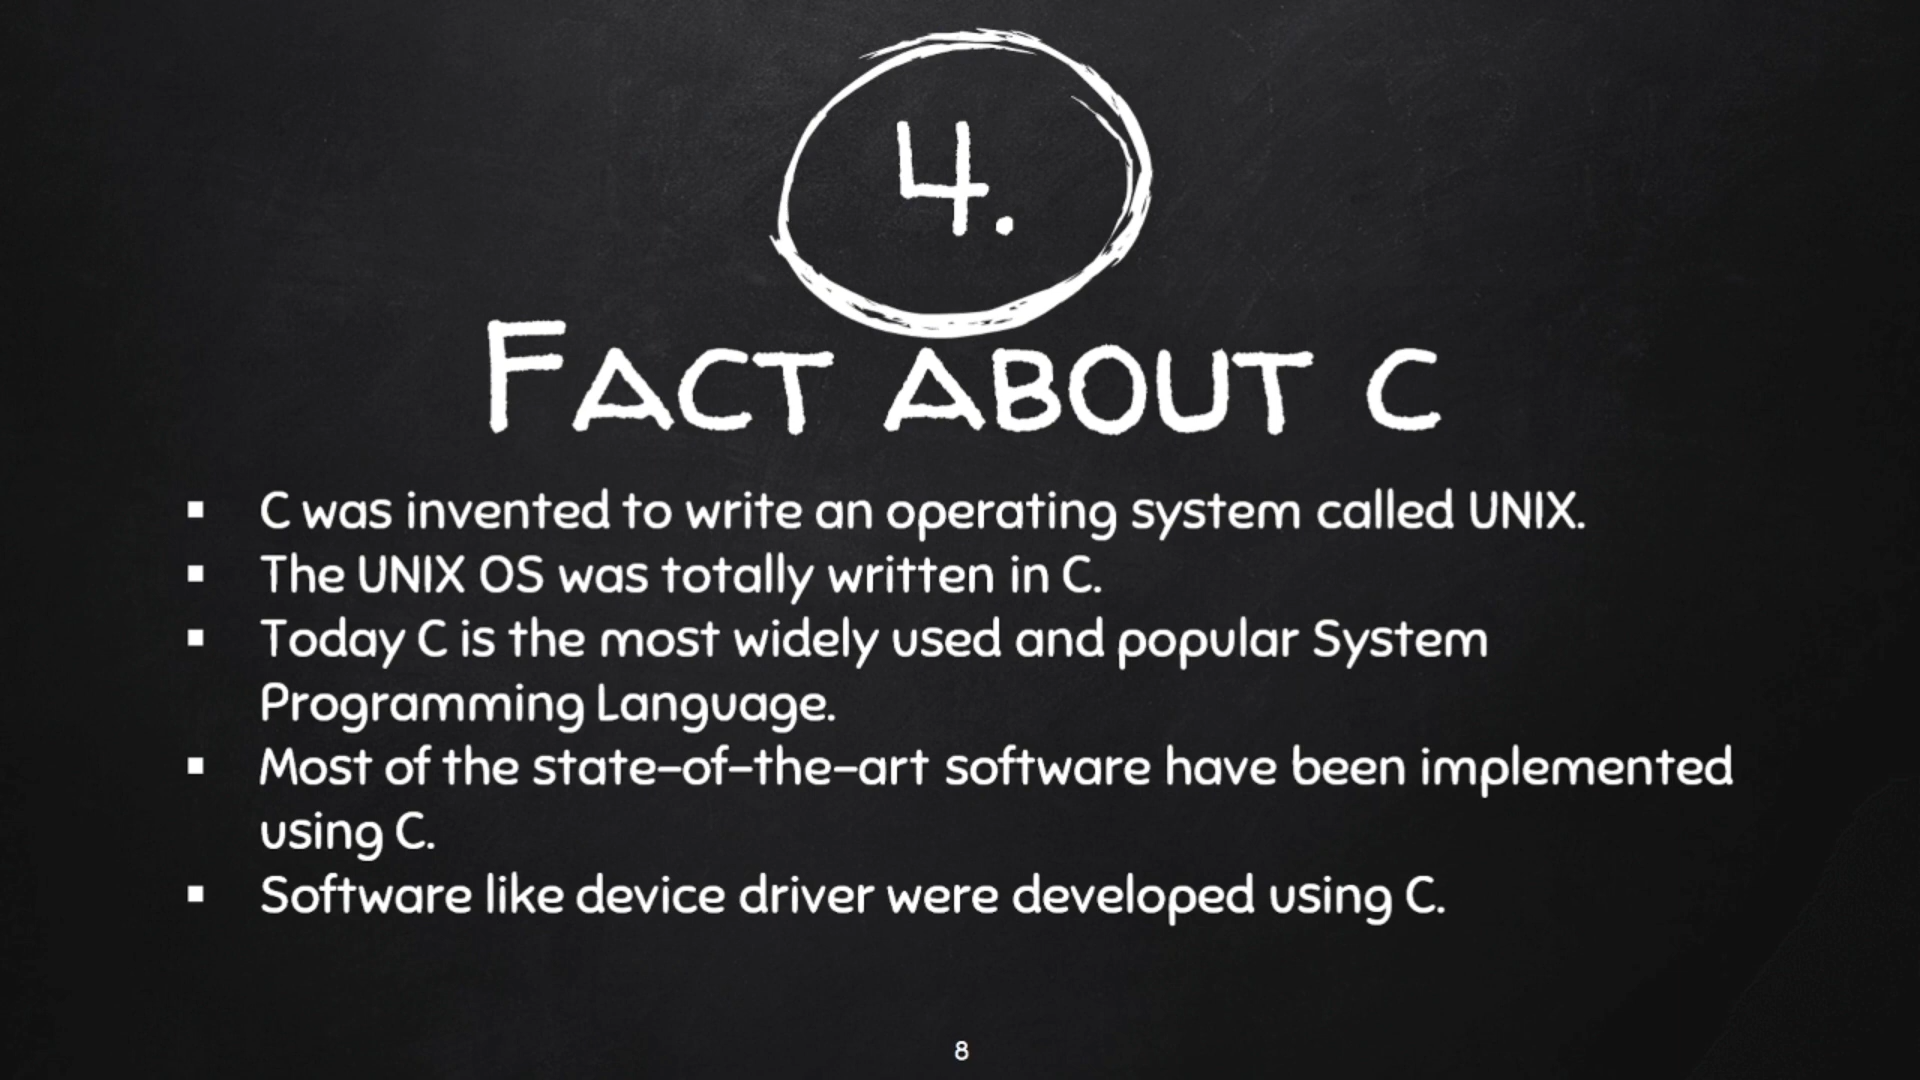 4.
Fact about c
▪ C was invented to write an operating system called UNIX.
▪ The UNIX OS was totally written in C.
▪ Today C is the most widely used and popular System
Programming Language.
▪ Most of the state-of-the-art software have been implemented
using C.
▪ Software like device driver were developed using C.
8